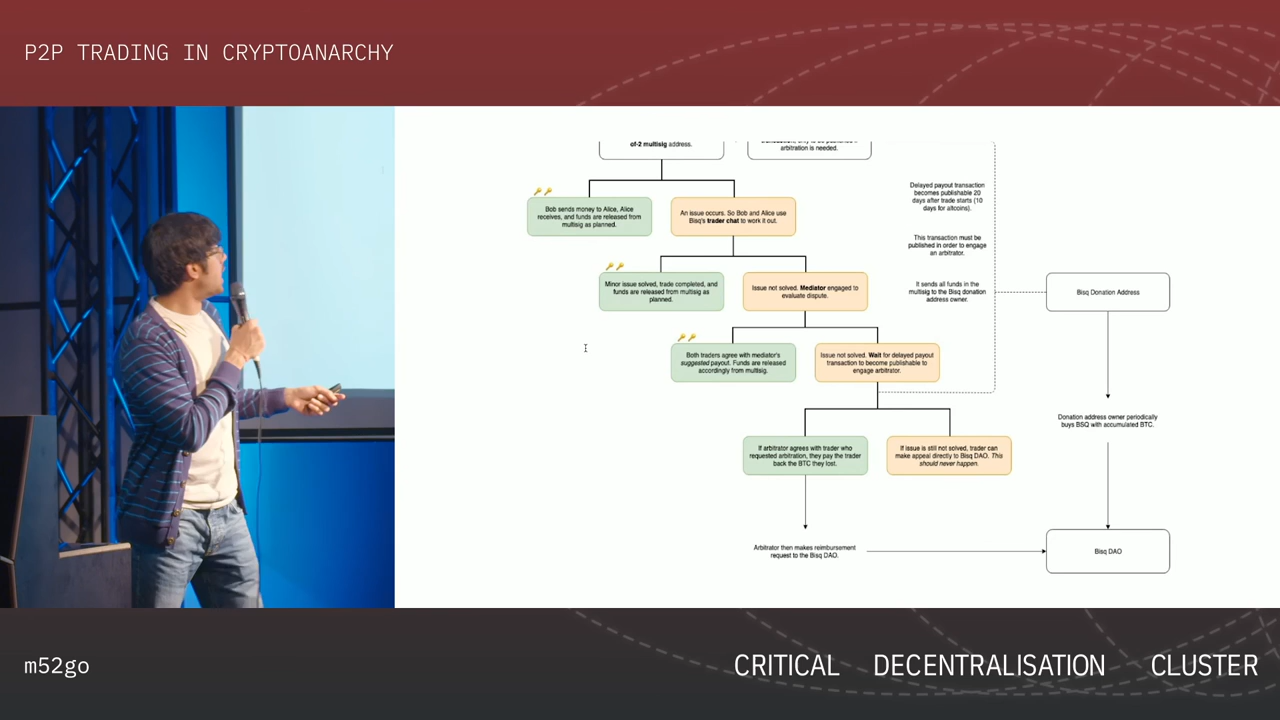 P2P TRADING IN CRYPTOANARCHY
of-2 multisig address.
arbitration is needed.
Delayed payout transaction
becomes publishable 20
days after trade starts (10
days for altcoins).
Bob sends money to Alice, Alice
receives, and funds are released from
multisig as planned.
An issue occurs. So Bob and Alice use
Bisq's trader chat to work it out.
This transaction must be
published in order to engage
an arbitrator.
Minor issue solved, trade completed, and
funds are released from multisig as
planned.
Issue not solved. Mediator engaged to
evaluate dispute.
It sends all funds in the
multisig to the Bisq donation
address owner.
Bisq Donation Address
Both traders agree with mediator's
suggested payout. Funds are released
accordingly from multisig.
Issue not solved. Wait for delayed payout
transaction to become publishable to
engage arbitrator.
Donation address owner periodically
buys BSQ with accumulated BTC.
If arbitrator agrees with trader who
requested arbitration, they pay the trader
back the BTC they lost.
If issue is still not solved, trader can
make appeal directly to Bisq DAO. This
should never happen.
Arbitrator then makes reimbursement
request to the Bisq DAO.
Bisq DAO
m52go
CRITICAL DECENTRALISATION CLUSTER